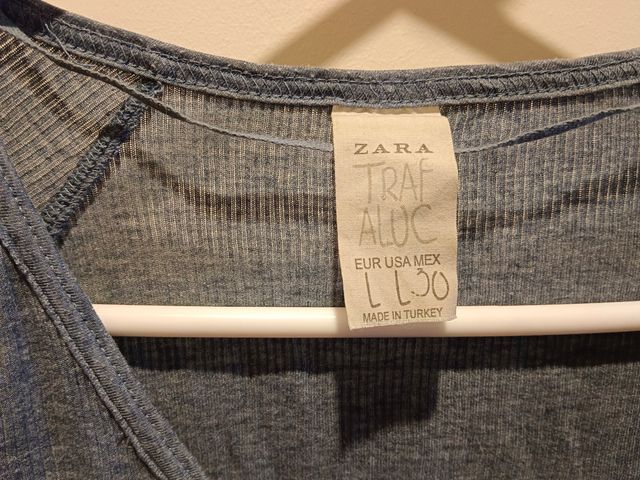 ZARA
TRAF
ALUC
EUR USA MEX
L L 30
MADE IN TURKEY